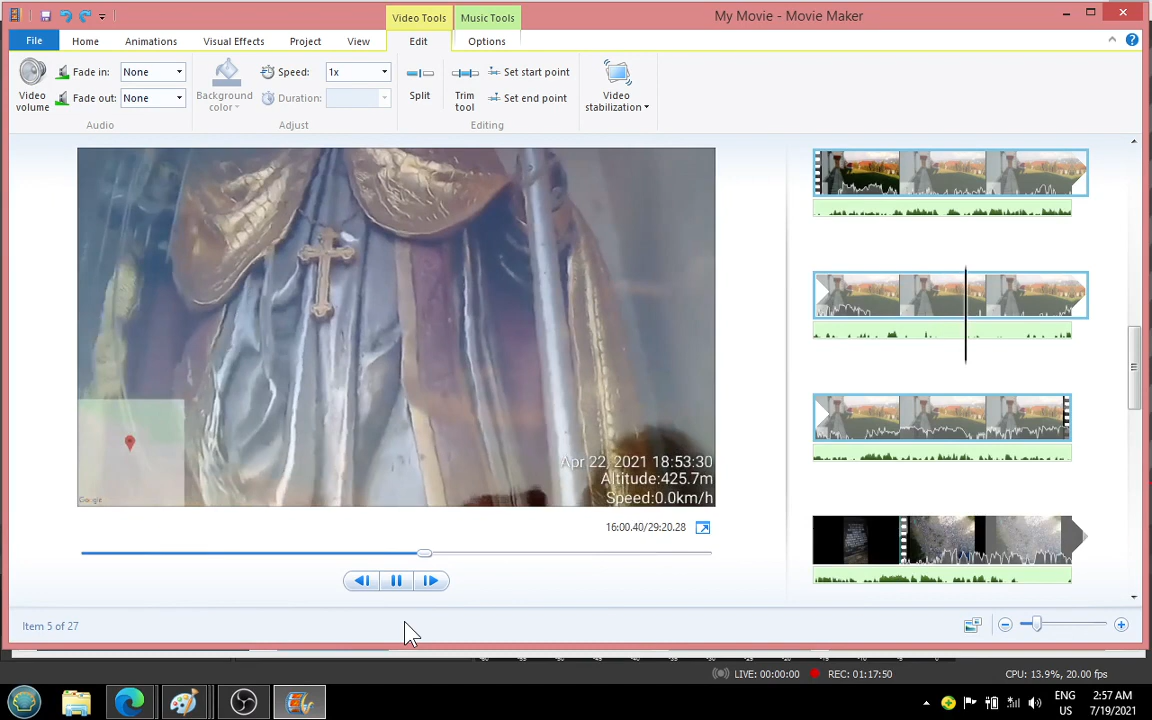 Video Tools
Music Tools
My Movie - Movie Maker
File
Home
Animations
Visual Effects
Project
View
Edit
Options
Video volume
Fade in: None
Fade out: None
Audio
Background color
Speed: 1x
Duration:
Adjust
Split
Trim tool
Set start point
Set end point
Editing
Video stabilization
Apr 22, 2021 18:53:30
Altitude:425.7m
Speed:0.0km/h
Google
16:00.40/29:20.28
Item 5 of 27
LIVE: 00:00:00
REC: 01:17:50
CPU: 13.9%, 20.00 fps
ENG
US
2:57 AM
7/19/2021